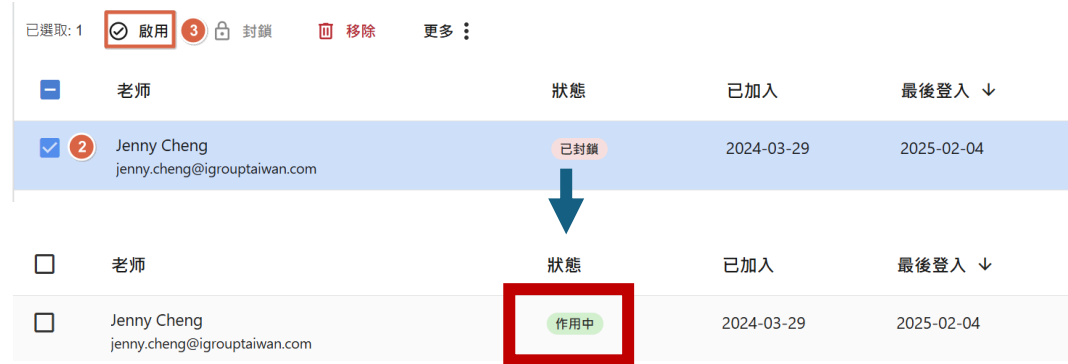 已選取: 1 啟用 3 封鎖 移除 更多
老师 狀態 已加入 最後登入
2 Jenny Cheng 已封鎖 2024-03-29 2025-02-04
jenny.cheng@igrouptaiwan.com
老师 狀態 已加入 最後登入
Jenny Cheng 作用中 2024-03-29 2025-02-04
jenny.cheng@igrouptaiwan.com